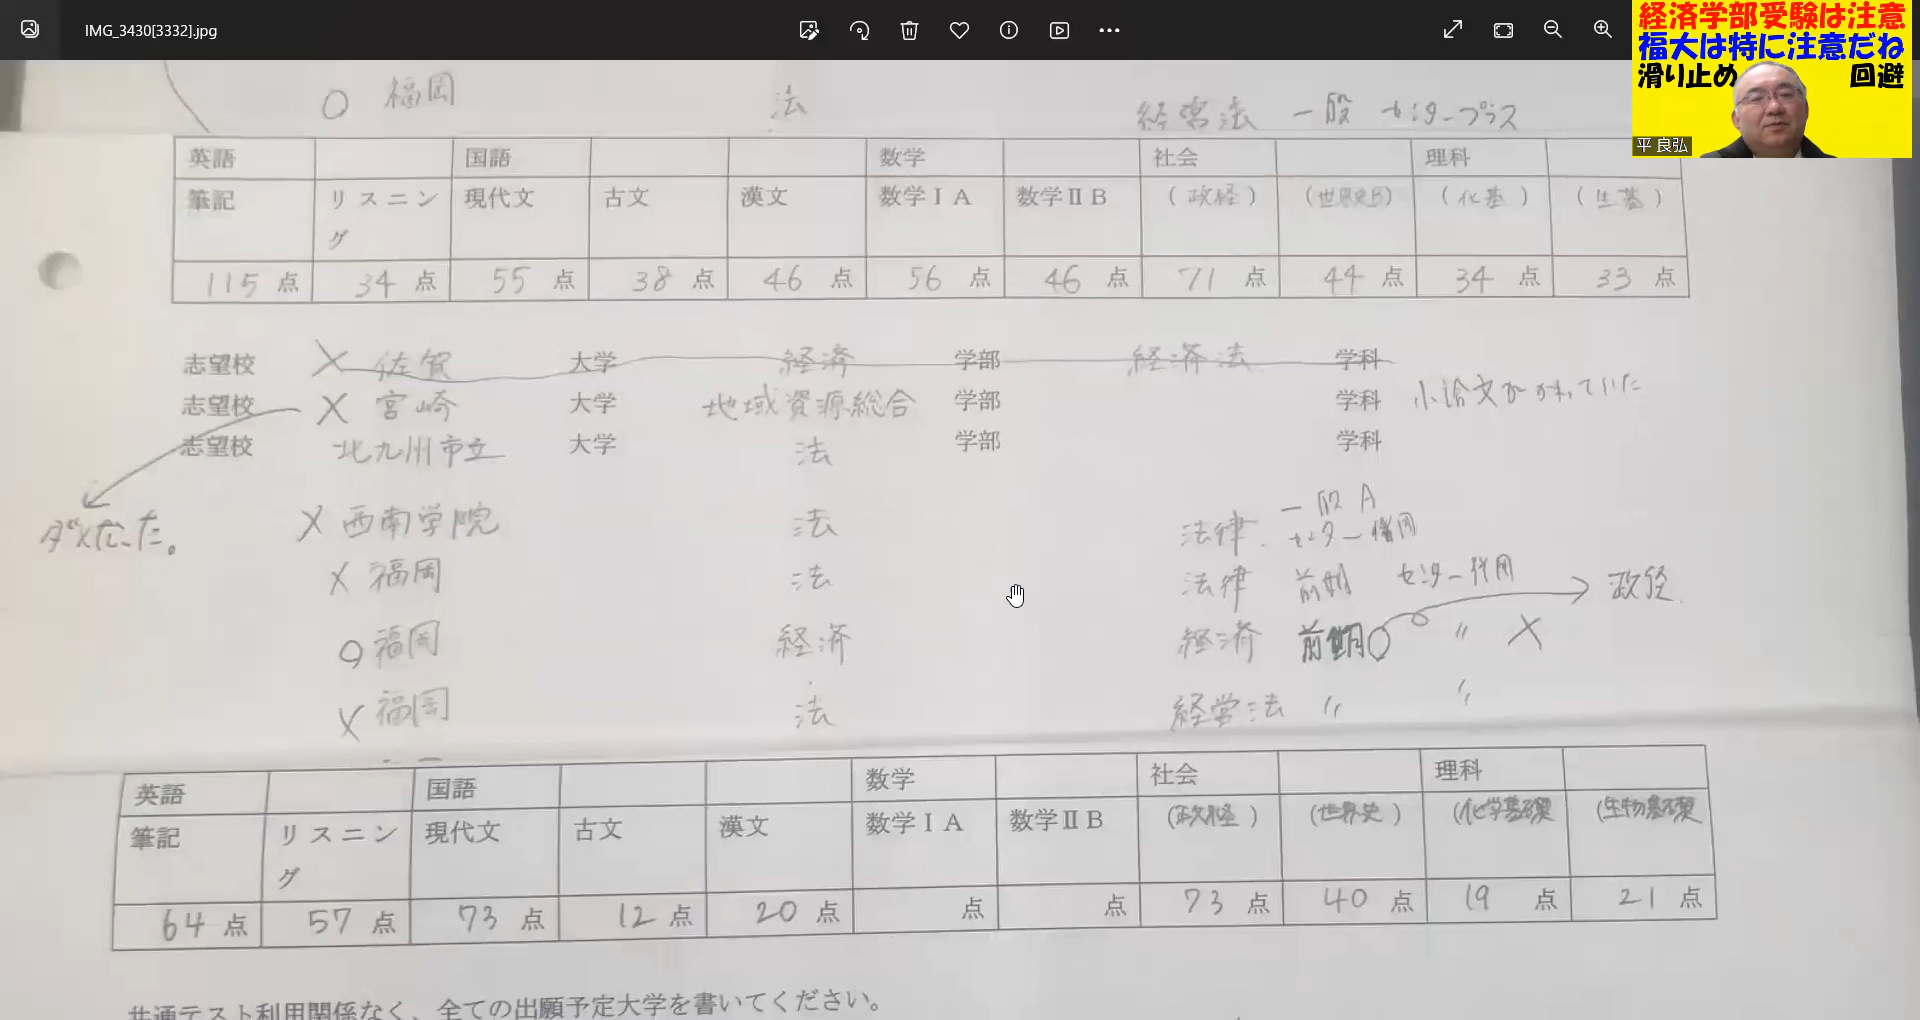 IMG_3430[3332].jpg
経済学部受験は注意
福大は特に注意だね
滑り止め 回避
平 良弘
○ 福岡 法 経営法 一般 センタープラス
英語 国語 数学 社会 理科
筆記 リスニング 現代文 古文 漢文 数学ⅠA 数学ⅡB (政経) (世界史B) (化基) (生基)
115点 34点 55点 38点 46点 56点 46点 71点 44点 34点 33点
志望校 × 佐賀 大学 経済 学部 経済法 学科
志望校 × 宮崎 大学 地域資源総合 学部 学科 小論文がかれていた
志望校 北九州市立 大学 法 学部 学科
ダメだった。
× 西南学院 法 法律 一般A センター併用
× 福岡 法 法律 前期 センター併用 → 政経
○ 福岡 経済 経済 前期○ 〃 ×
× 福岡 法 経営法 〃 〃
英語 国語 数学 社会 理科
筆記 リスニング 現代文 古文 漢文 数学ⅠA 数学ⅡB (政経) (世界史) (化学基礎) (生物基礎)
64点 57点 73点 12点 20点 点 点 73点 40点 19点 21点
共通テスト利用関係なく、全ての出願予定大学を書いてください。